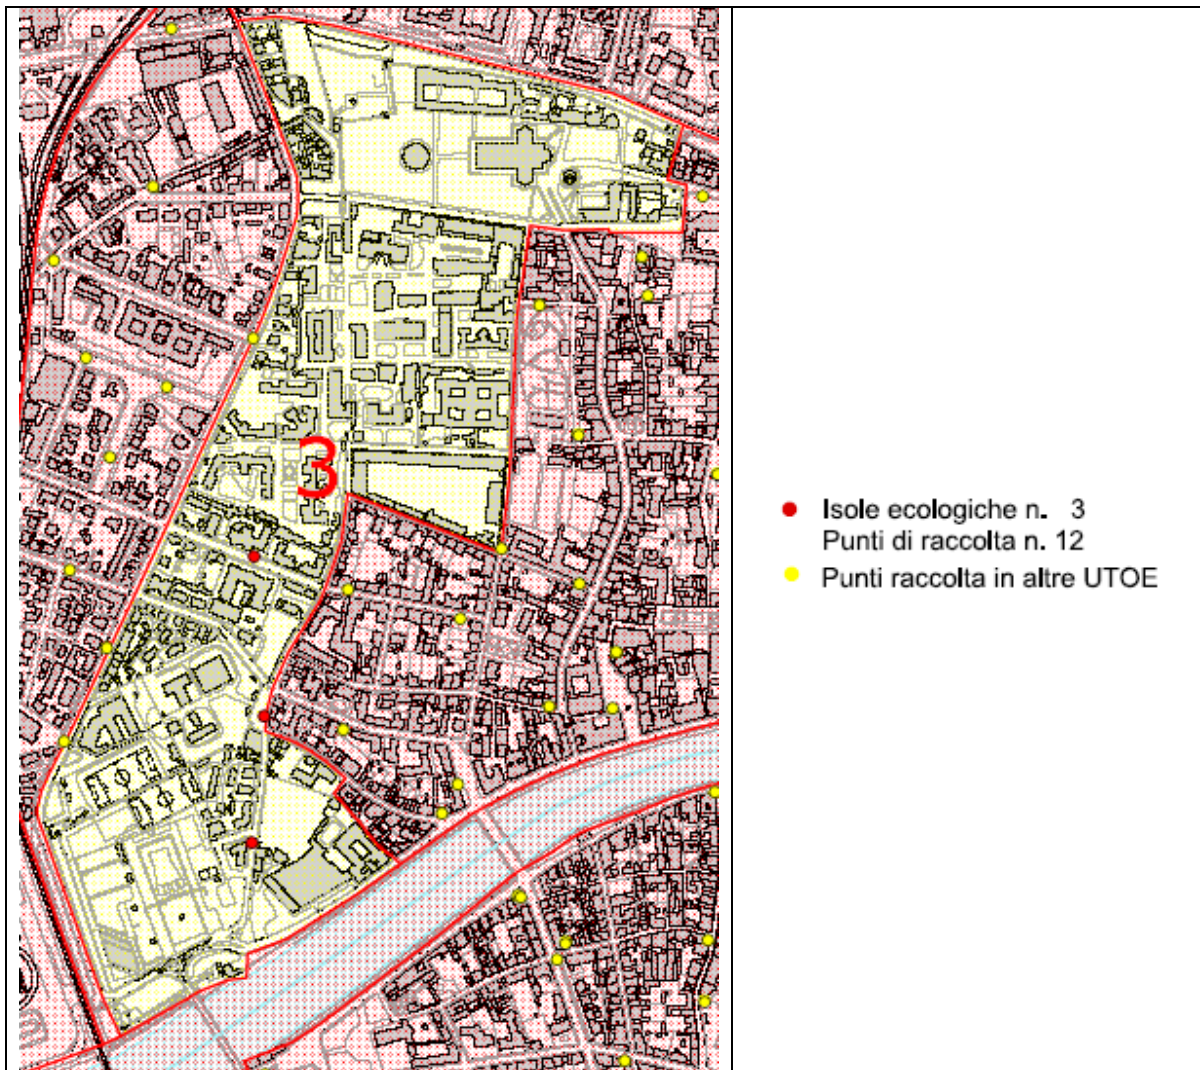 3
Isole ecologiche n. 3
Punti di raccolta n. 12
Punti raccolta in altre UTOE